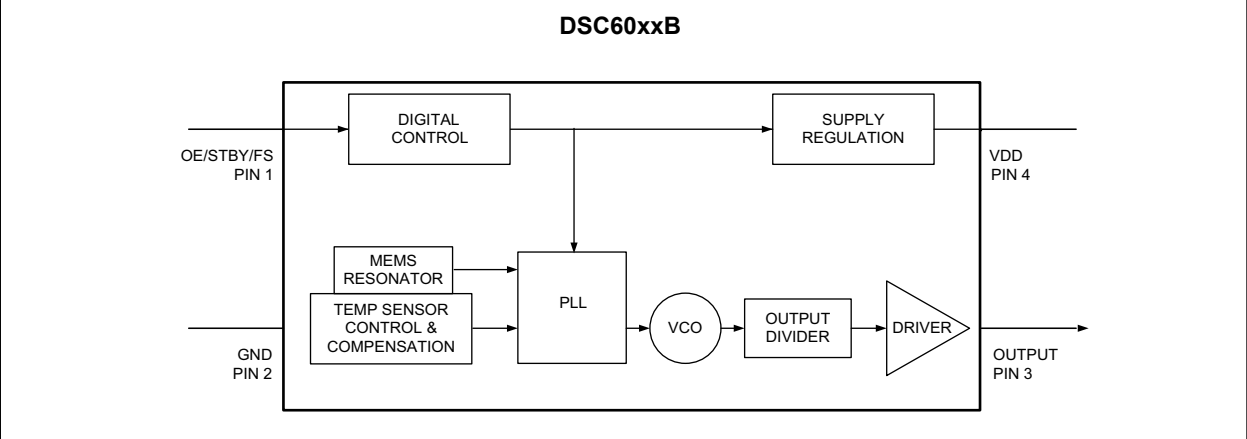 DSC60xxB
DIGITAL
CONTROL
SUPPLY
REGULATION
OE/STBY/FS
PIN 1
VDD
PIN 4
MEMS
RESONATOR
TEMP SENSOR
CONTROL &
COMPENSATION
PLL
VCO
OUTPUT
DIVIDER
DRIVER
GND
PIN 2
OUTPUT
PIN 3